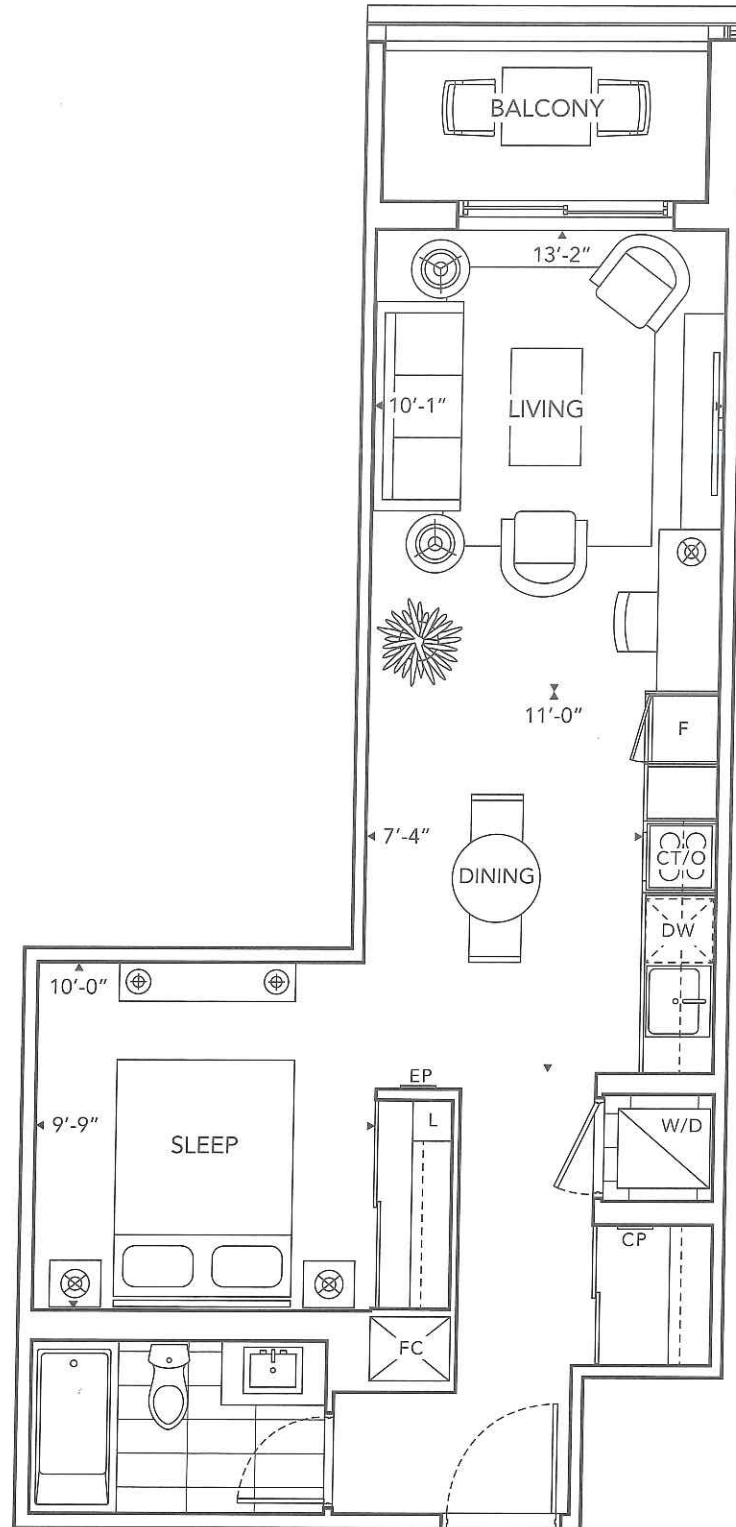 BALCONY
13'-2"
10'-1"
LIVING
11'-0"
F
7'-4"
CT/O
DINING
DW
10'-0"
EP
L
W/D
9'-9"
SLEEP
CP
FC